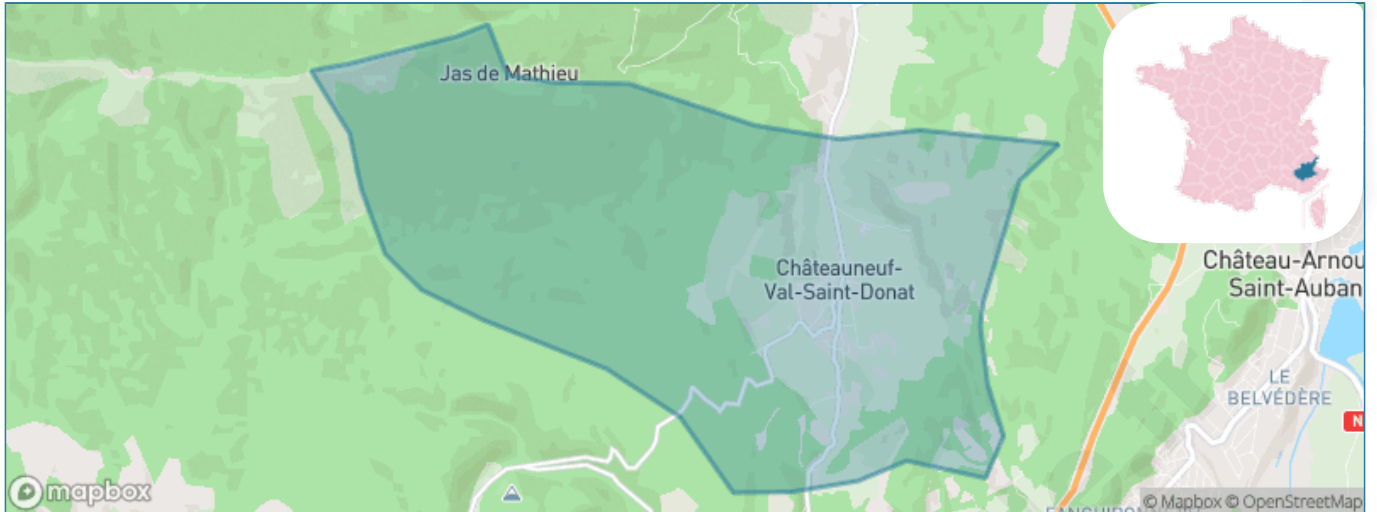 Jas de Mathieu
Châteauneuf-
Val-Saint-Donat
Château-Arnou
Saint-Auban
LE
BELVÉDÈRE
N
mapbox
© Mapbox © OpenStreetMap